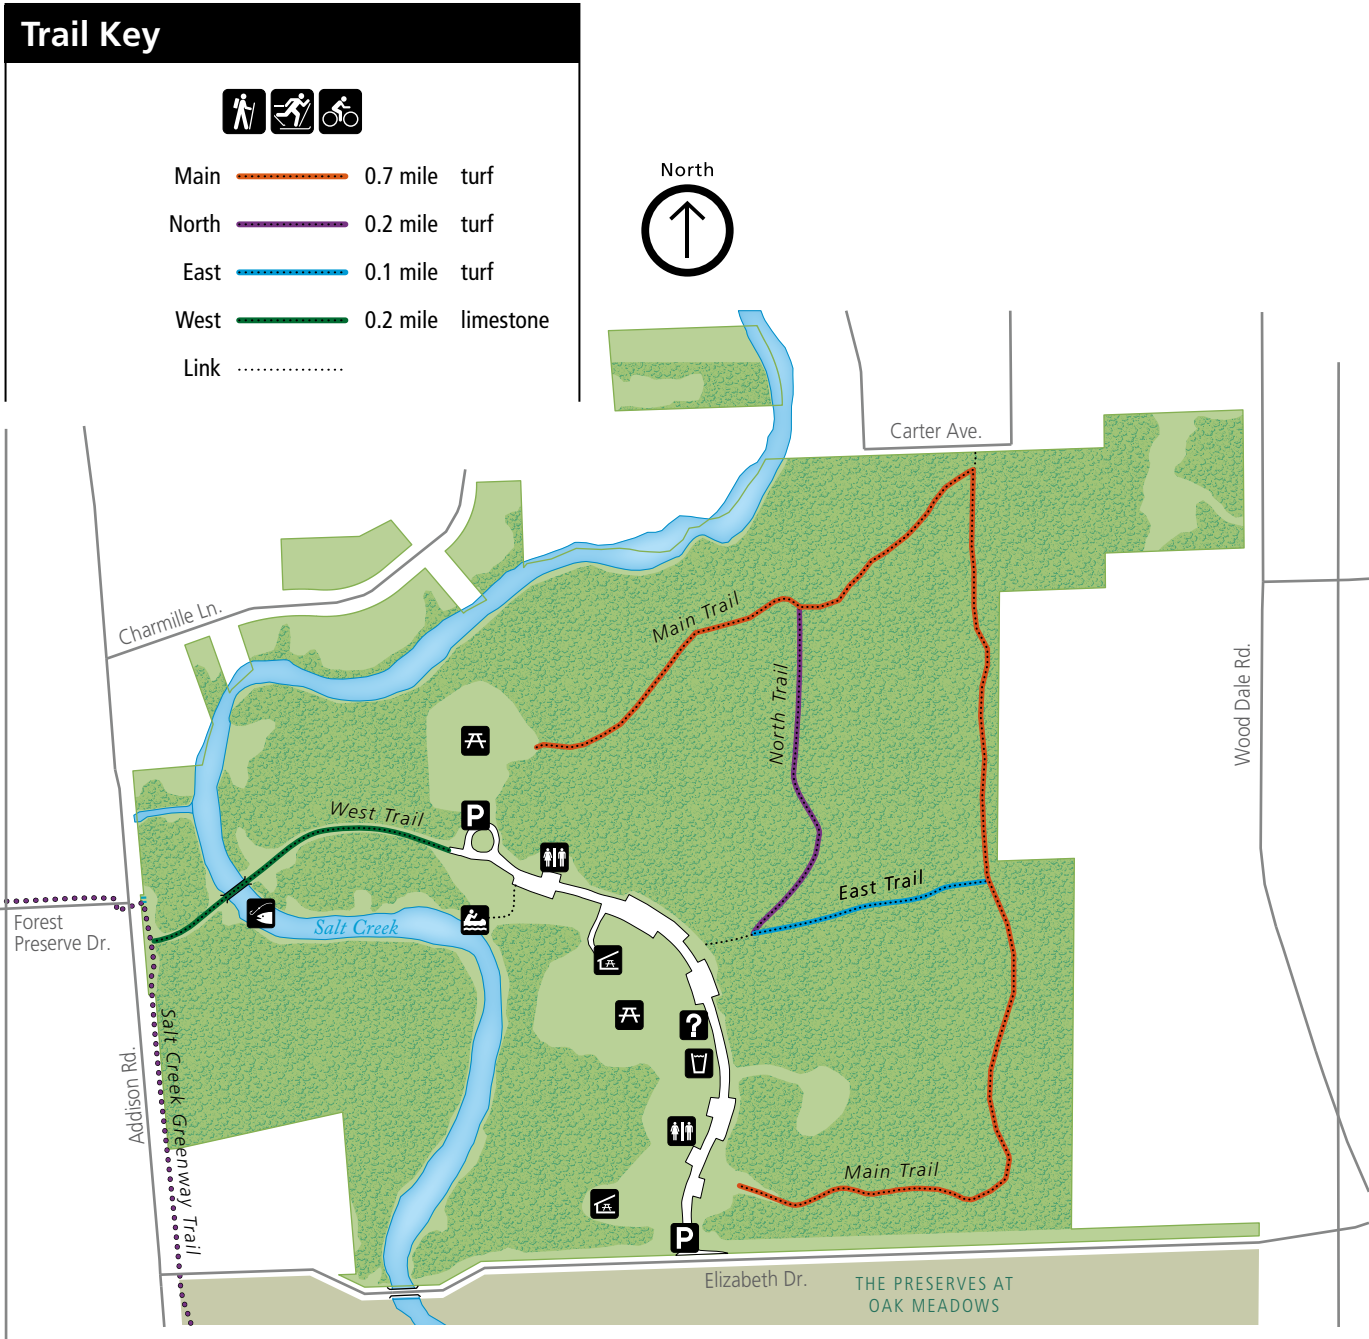 Trail Key
Main 0.7 mile turf
North 0.2 mile turf
East 0.1 mile turf
West 0.2 mile limestone
Link
North
Carter Ave.
Charmille Ln.
Main Trail
North Trail
Wood Dale Rd.
P
West Trail
East Trail
Forest
Preserve Dr.
Salt Creek
?
Salt Creek Greenway Trail
Addison Rd.
Main Trail
P
Elizabeth Dr.
THE PRESERVES AT
OAK MEADOWS